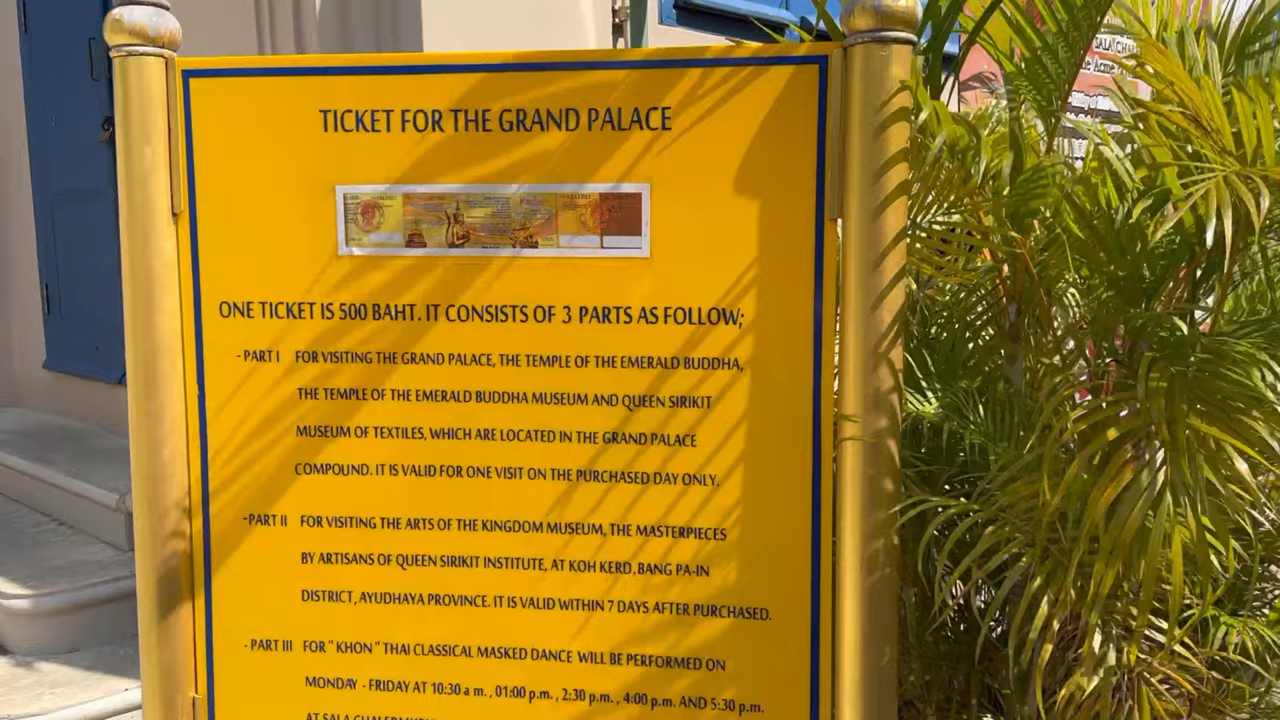 TICKET FOR THE GRAND PALACE
ONE TICKET IS 500 BAHT. IT CONSISTS OF 3 PARTS AS FOLLOW;
- PART I FOR VISITING THE GRAND PALACE, THE TEMPLE OF THE EMERALD BUDDHA,
THE TEMPLE OF THE EMERALD BUDDHA MUSEUM AND QUEEN SIRIKIT
MUSEUM OF TEXTILES, WHICH ARE LOCATED IN THE GRAND PALACE
COMPOUND. IT IS VALID FOR ONE VISIT ON THE PURCHASED DAY ONLY.
-PART II FOR VISITING THE ARTS OF THE KINGDOM MUSEUM, THE MASTERPIECES
BY ARTISANS OF QUEEN SIRIKIT INSTITUTE, AT KOH KERD, BANG PA-IN
DISTRICT, AYUDHAYA PROVINCE. IT IS VALID WITHIN 7 DAYS AFTER PURCHASED.
- PART III FOR " KHON " THAI CLASSICAL MASKED DANCE WILL BE PERFORMED ON
MONDAY - FRIDAY AT 10:30 a m. , 01:00 p.m. , 2:30 p.m. , 4:00 p.m. AND 5:30 p.m.
AT SALA
SALA
Acme